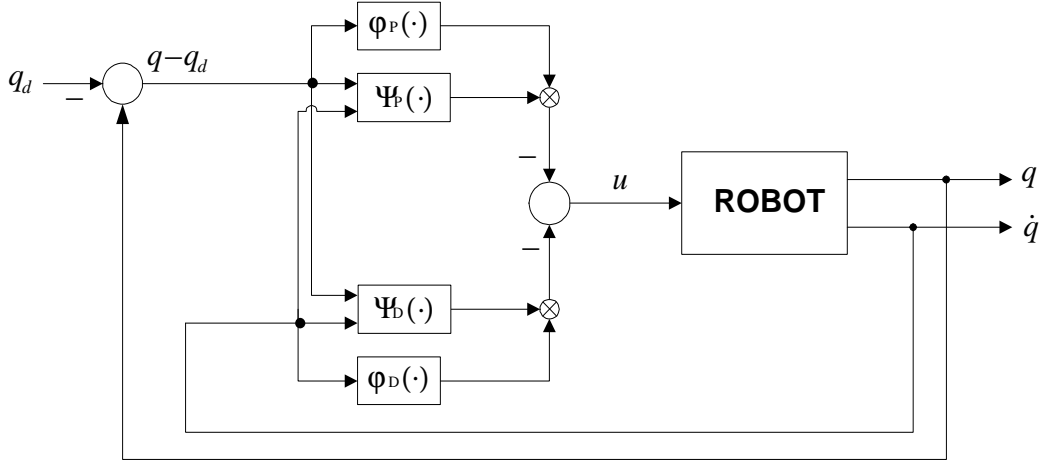 φP(·)
q−qd
qd
−
ΨP(·)
−
u
ROBOT
q
q̇
−
ΨD(·)
φD(·)